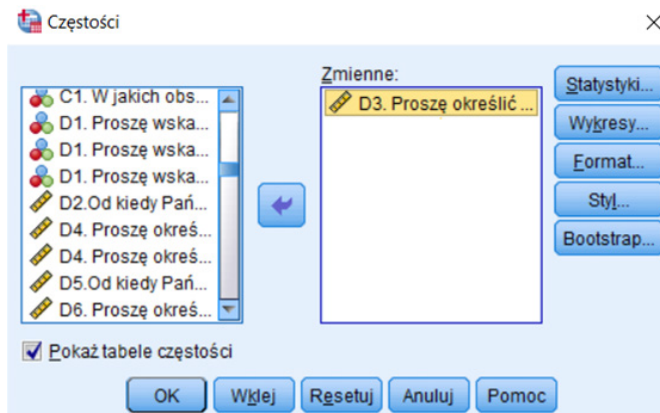 Częstości
C1. W jakich obs...
D1. Proszę wska...
D1. Proszę wska...
D1. Proszę wska...
D2.Od kiedy Pań...
D4. Proszę okreś...
D4. Proszę okreś...
D5.Od kiedy Pań...
D6. Proszę okreś...
Zmienne:
D3. Proszę określić ...
Statystyki...
Wykresy...
Format...
Styl...
Bootstrap...
Pokaż tabele częstości
OK Wklej Resetuj Anuluj Pomoc